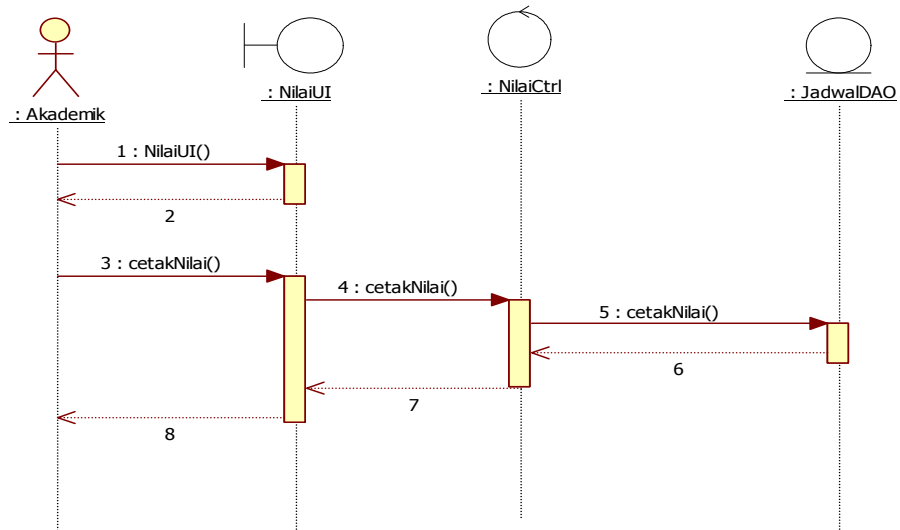 : NilaiUI
: NilaiCtrl
: JadwalDAO
: Akademik
1 : NilaiUI()
2
3 : cetakNilai()
4 : cetakNilai()
5 : cetakNilai()
6
7
8